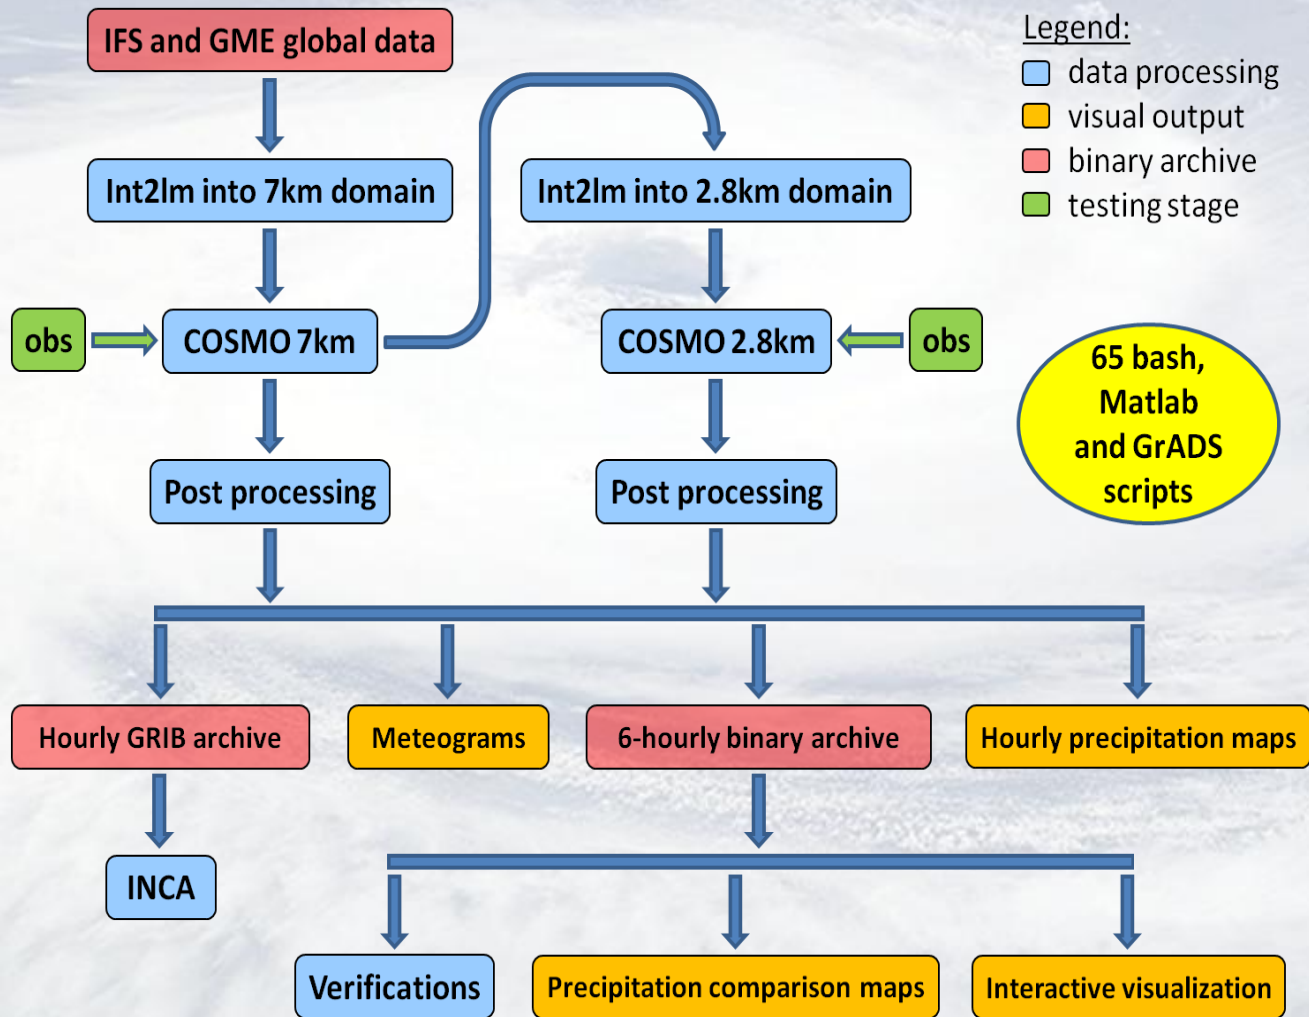 IFS and GME global data
Legend:
data processing
visual output
binary archive
testing stage
Int2lm into 7km domain
Int2lm into 2.8km domain
obs
COSMO 7km
COSMO 2.8km
obs
65 bash,
Matlab
and GrADS
scripts
Post processing
Post processing
Hourly GRIB archive
Meteograms
6-hourly binary archive
Hourly precipitation maps
INCA
Verifications
Precipitation comparison maps
Interactive visualization